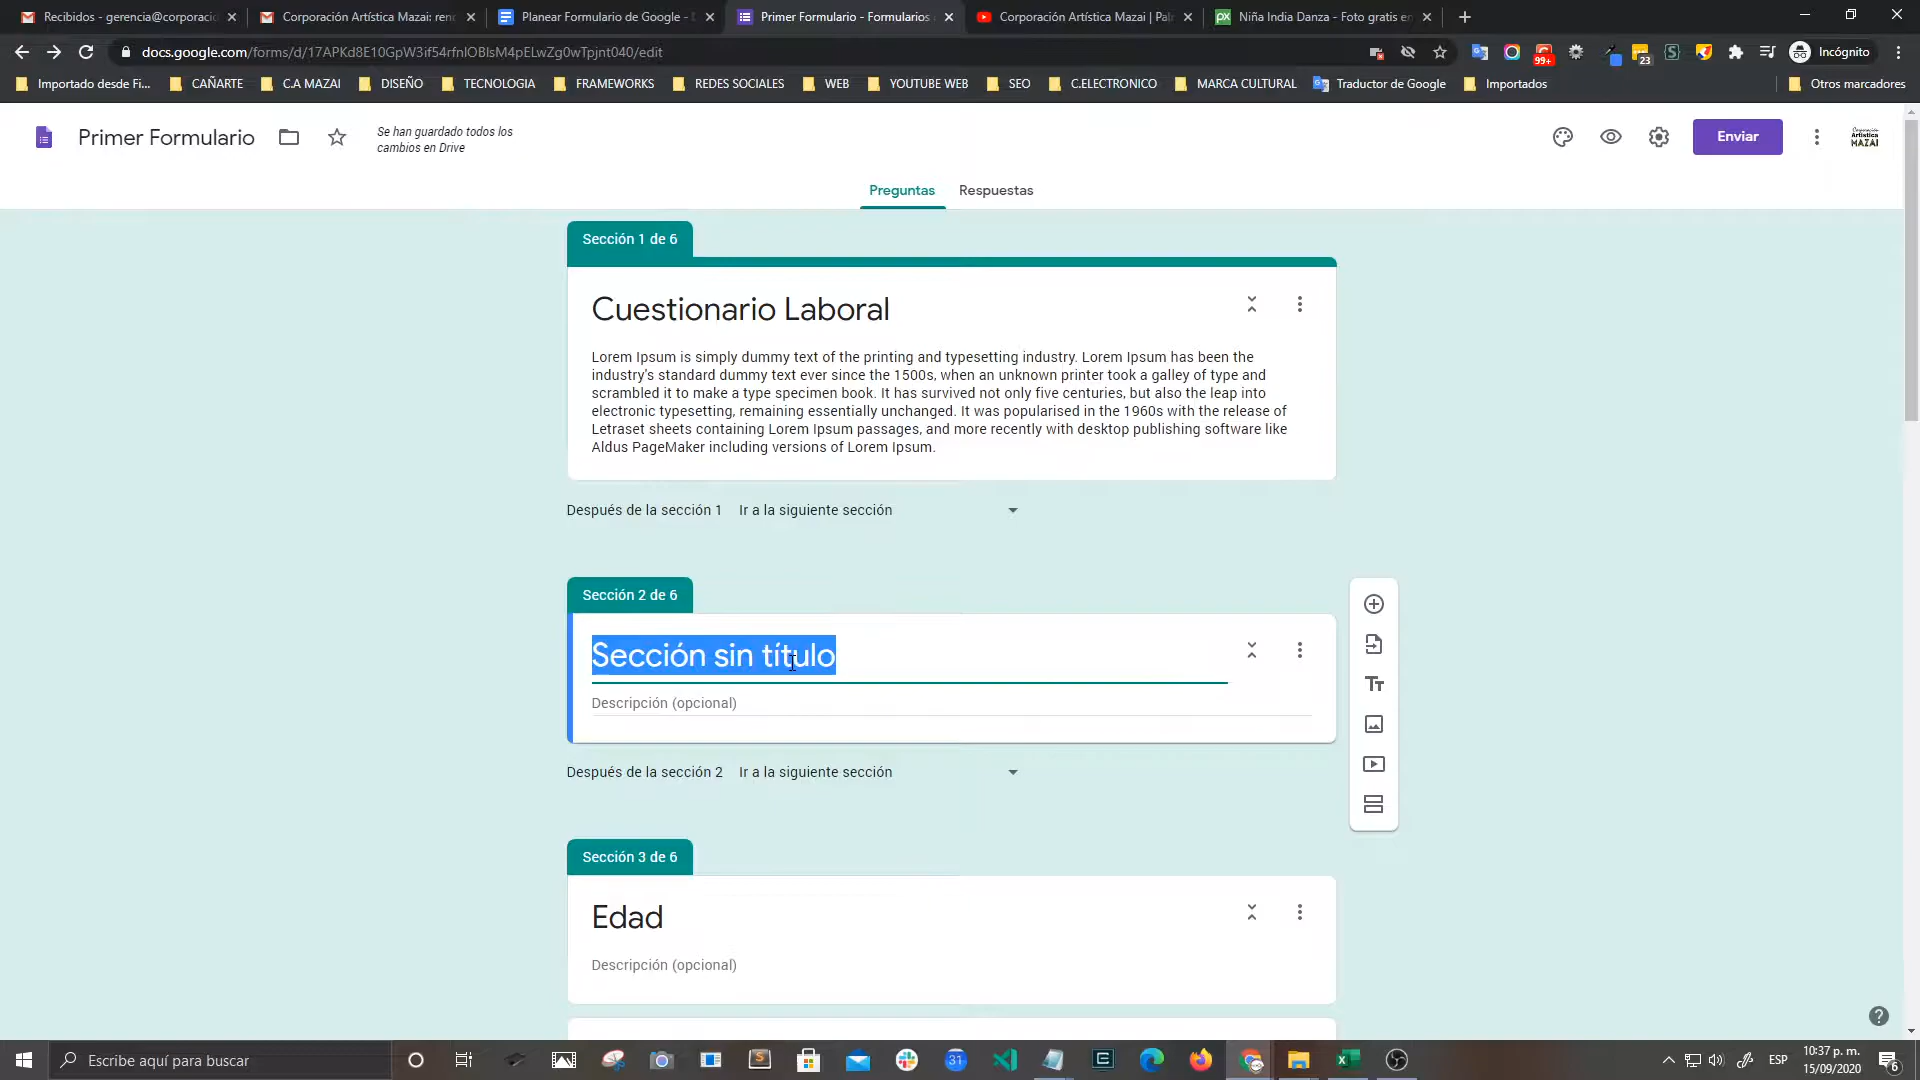 Recibidos - gerencia@corporacio
Corporación Artística Mazai: renc
Planear Formulario de Google - D
Primer Formulario - Formularios
Corporación Artística Mazai | Pal
Niña India Danza - Foto gratis en
docs.google.com/forms/d/17APKd8E10GpW3if54rfnIOBIsM4pELwZg0wTpjnt040/edit
99+
23
Incógnito
Importado desde Fi...
CAÑARTE
C.A MAZAI
DISEÑO
TECNOLOGIA
FRAMEWORKS
REDES SOCIALES
WEB
YOUTUBE WEB
SEO
C.ELECTRONICO
MARCA CULTURAL
Traductor de Google
Importados
Otros marcadores
Primer Formulario
Se han guardado todos los
cambios en Drive
Enviar
Corporación
Artística
MAZAI
Preguntas
Respuestas
Sección 1 de 6
Cuestionario Laboral
Lorem Ipsum is simply dummy text of the printing and typesetting industry. Lorem Ipsum has been the
industry's standard dummy text ever since the 1500s, when an unknown printer took a galley of type and
scrambled it to make a type specimen book. It has survived not only five centuries, but also the leap into
electronic typesetting, remaining essentially unchanged. It was popularised in the 1960s with the release of
Letraset sheets containing Lorem Ipsum passages, and more recently with desktop publishing software like
Aldus PageMaker including versions of Lorem Ipsum.
Después de la sección 1 Ir a la siguiente sección
Sección 2 de 6
Sección sin título
Descripción (opcional)
Tт
Después de la sección 2 Ir a la siguiente sección
Sección 3 de 6
Edad
Descripción (opcional)
Escribe aquí para buscar
31
ESP
10:37 p. m.
15/09/2020
6